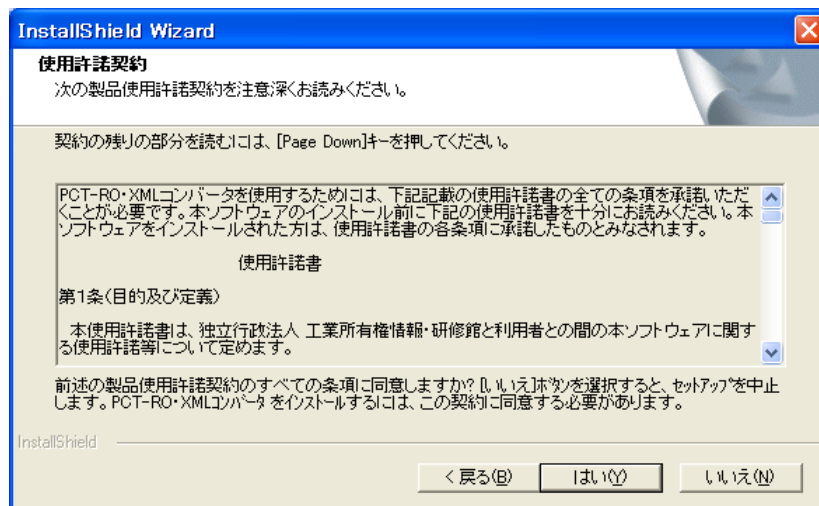 InstallShield Wizard
使用許諾契約
次の製品使用許諾契約を注意深くお読みください。
契約の残りの部分を読むには、[Page Down]キーを押してください。
PCT-RO・XMLコンバータを使用するためには、下記記載の使用許諾書の全ての条項を承諾いただ
くことが必要です。本ソフトウェアのインストール前に下記の使用許諾書を十分にお読みください。本
ソフトウェアをインストールされた方は、使用許諾書の各条項に承諾したものとみなされます。
使用許諾書
第1条(目的及び定義)
本使用許諾書は、独立行政法人 工業所有権情報・研修館と利用者との間の本ソフトウェアに関す
る使用許諾等について定めます。
前述の製品使用許諾契約のすべての条項に同意しますか? [いいえ]ボタンを選択すると、セットアップを中止
します。PCT-RO・XMLコンバータ をインストールするには、この契約に同意する必要があります。
InstallShield
< 戻る(B)
はい(Y)
いいえ(N)